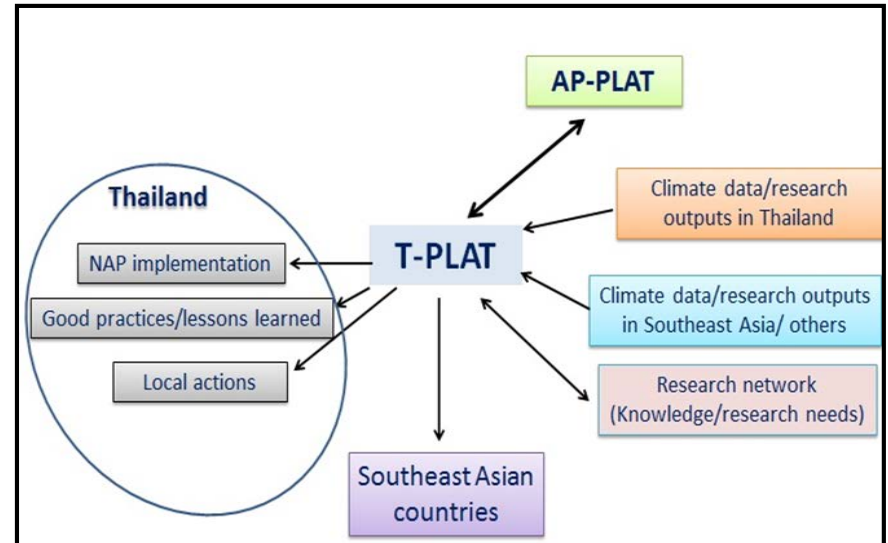 AP-PLAT
Thailand
Climate data/research
outputs in Thailand
T-PLAT
NAP implementation
Good practices/lessons learned
Climate data/research outputs
in Southeast Asia/ others
Local actions
Research network
(Knowledge/research needs)
Southeast Asian
countries